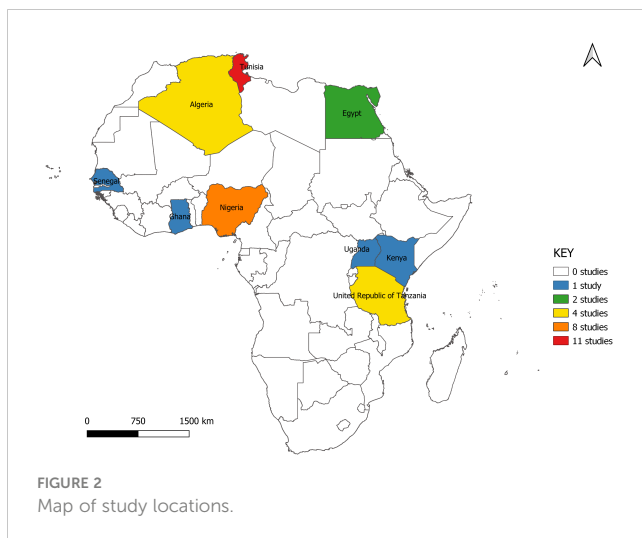 Tunisia
Algeria
Egypt
Senegal
Ghana
Nigeria
Uganda
Kenya
United Republic of Tanzania
KEY
0 studies
1 study
2 studies
4 studies
8 studies
11 studies
0 750 1500 km
FIGURE 2
Map of study locations.